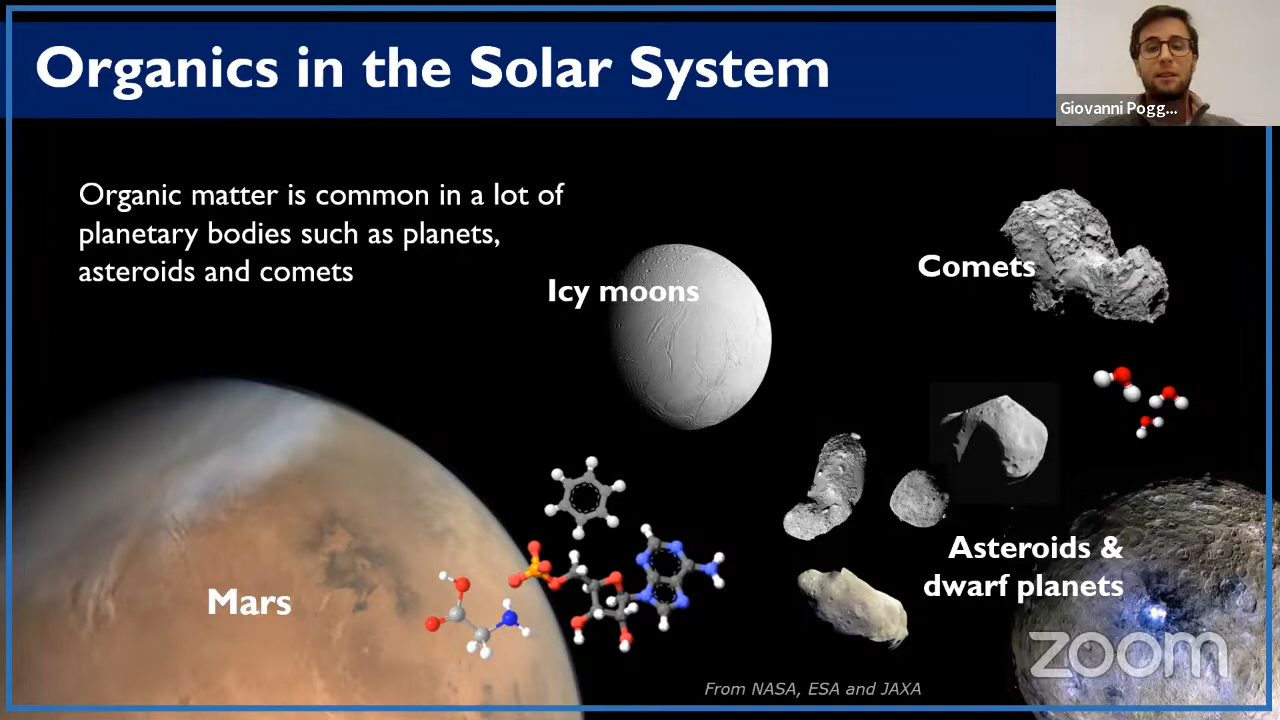 Organics in the Solar System
Giovanni Pogg...
Organic matter is common in a lot of
planetary bodies such as planets,
asteroids and comets
Icy moons
Comets
Asteroids &
dwarf planets
Mars
zoom
From NASA, ESA and JAXA